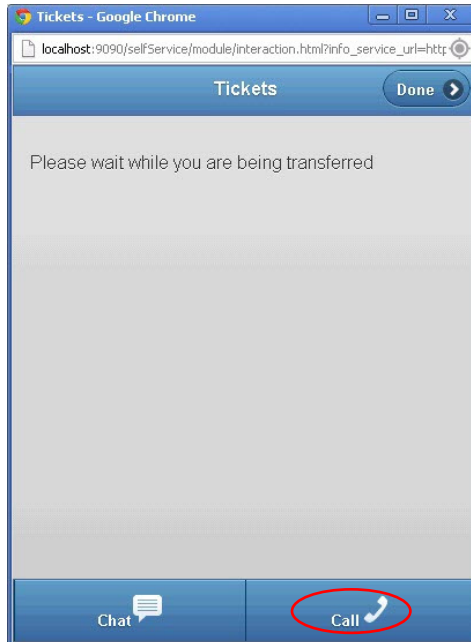 Tickets - Google Chrome
localhost:9090/selfService/module/interaction.html?info_service_url=http
Tickets
Done
Please wait while you are being transferred
Chat
Call